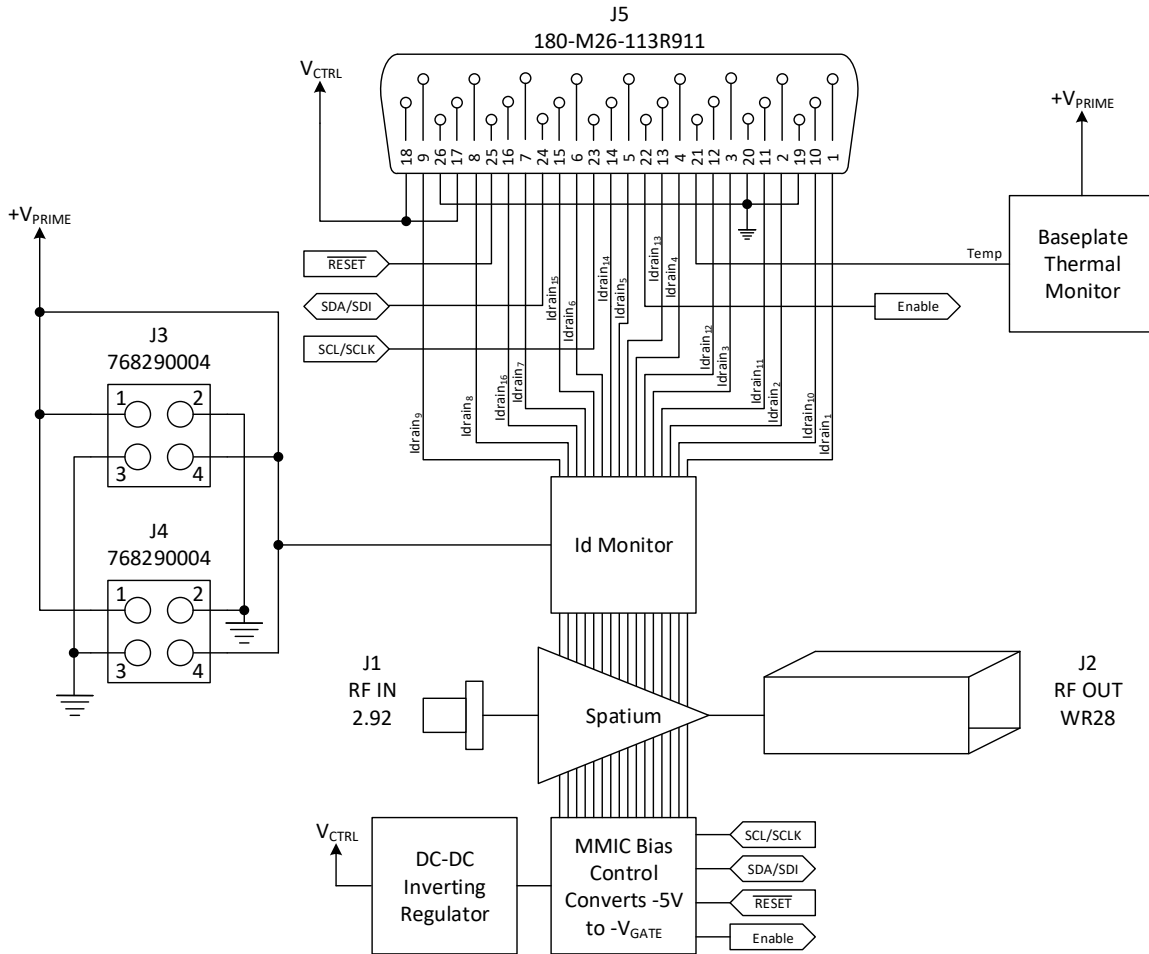 J5
180-M26-113R911
VCTRL
18 9 26 17 8 25 16 7 24 15 6 23 14 5 22 13 4 21 12 3 20 11 2 19 10 1
+VPRIME
+VPRIME
Baseplate
Thermal
Monitor
Temp
RESET
SDA/SDI
SCL/SCLK
Enable
Idrain9
Idrain8
Idrain16
Idrain7
Idrain15
Idrain6
Idrain14
Idrain5
Idrain13
Idrain4
Idrain12
Idrain3
Idrain11
Idrain2
Idrain10
Idrain1
J3
768290004
1 2
3 4
J4
768290004
1 2
3 4
Id Monitor
J1
RF IN
2.92
Spatium
J2
RF OUT
WR28
VCTRL
DC-DC
Inverting
Regulator
MMIC Bias
Control
Converts -5V
to -VGATE
SCL/SCLK
SDA/SDI
RESET
Enable